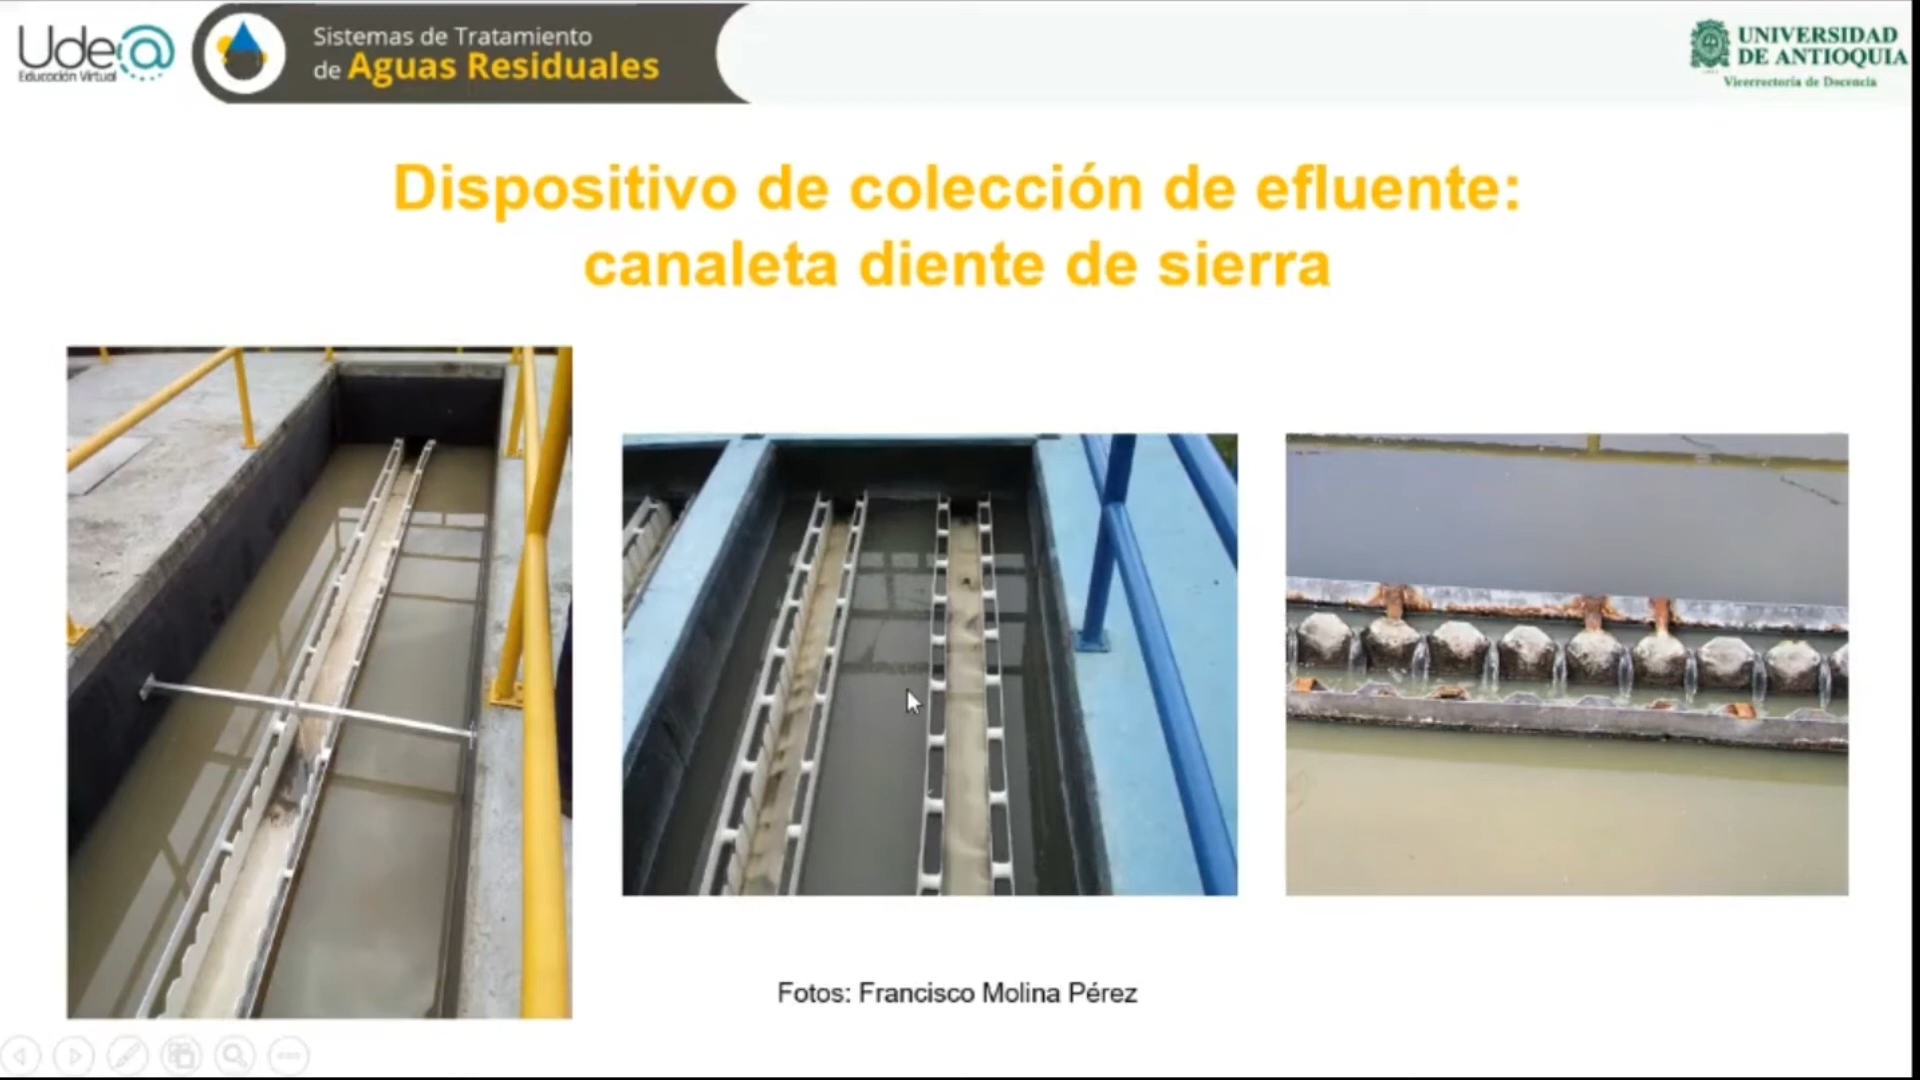 Ude@
Educación Virtual
Sistemas de Tratamiento
de Aguas Residuales
UNIVERSIDAD
DE ANTIOQUIA
Vicerrectoría de Docencia
Dispositivo de colección de efluente:
canaleta diente de sierra
Fotos: Francisco Molina Pérez